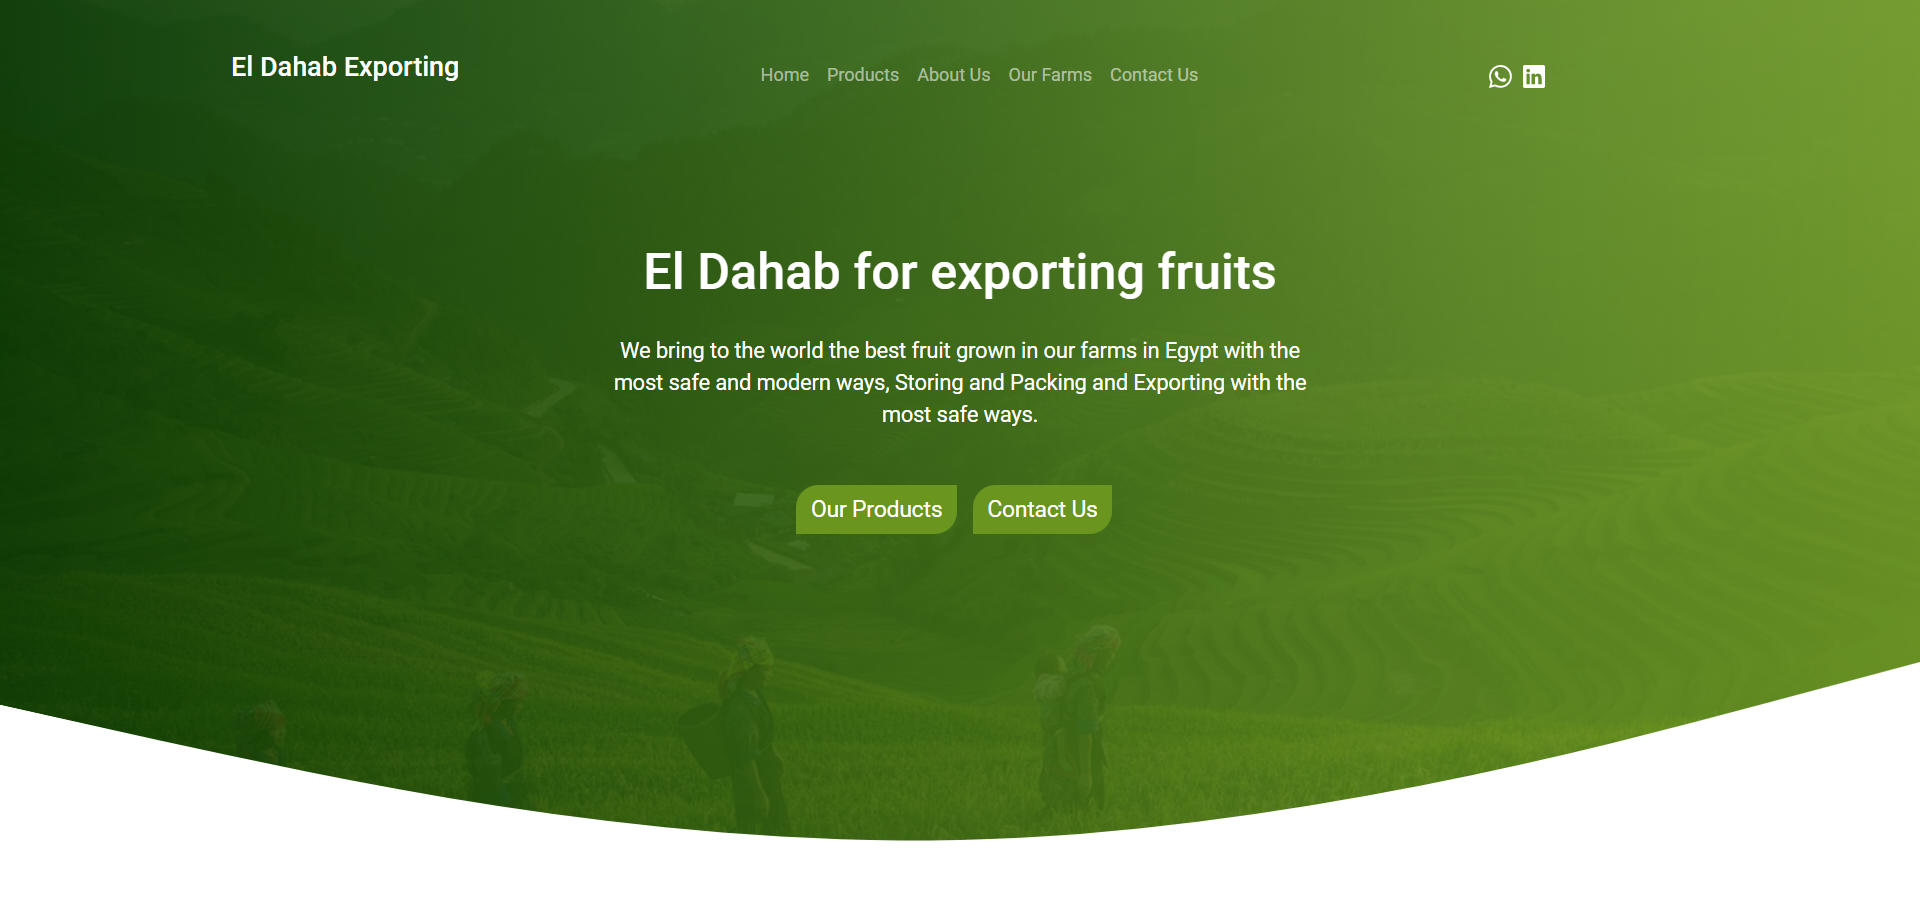 El Dahab Exporting
Home Products About Us Our Farms Contact Us
El Dahab for exporting fruits
We bring to the world the best fruit grown in our farms in Egypt with the
most safe and modern ways, Storing and Packing and Exporting with the
most safe ways.
Our Products Contact Us